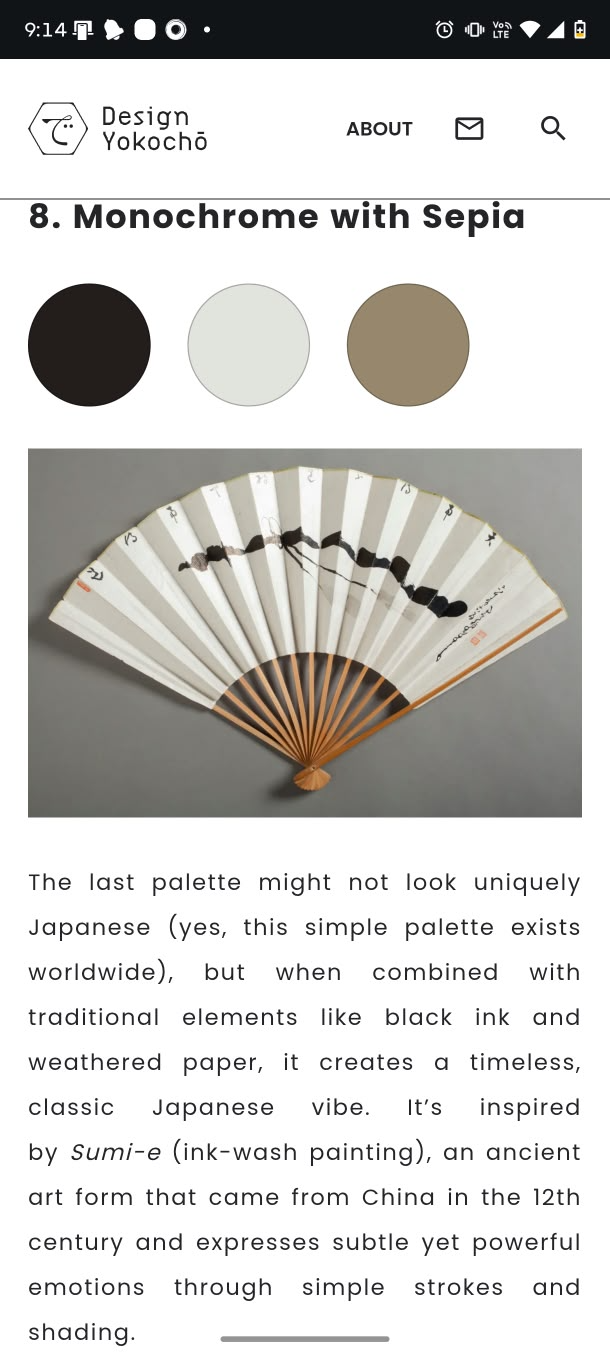 9:14
Vo)) LTE
Design
Yokochō
ABOUT
8. Monochrome with Sepia
The last palette might not look uniquely
Japanese (yes, this simple palette exists
worldwide), but when combined with
traditional elements like black ink and
weathered paper, it creates a timeless,
classic Japanese vibe. It’s inspired
by Sumi-e (ink-wash painting), an ancient
art form that came from China in the 12th
century and expresses subtle yet powerful
emotions through simple strokes and
shading.